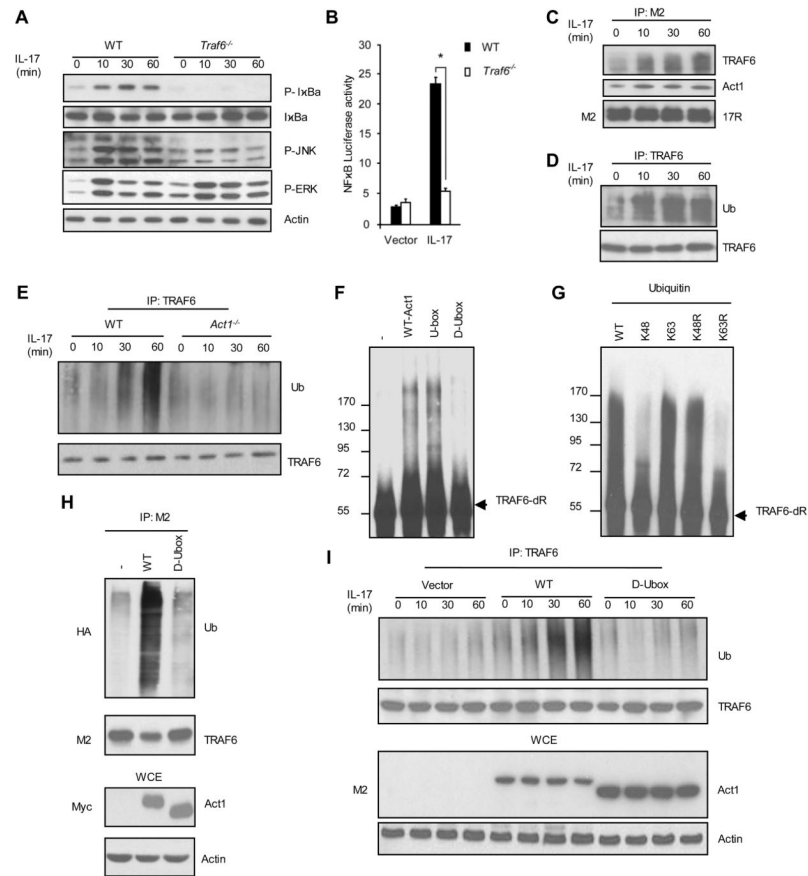 A
WT Traf6-/-
IL-17 (min) 0 10 30 60 0 10 30 60
P-IκBa
IκBa
P-JNK
P-ERK
Actin
B
NFκB Luciferase activity
30
25
20
15
10
5
0
WT
Traf6-/-
*
Vector IL-17
C
IP: M2
IL-17 (min) 0 10 30 60
TRAF6
Act1
M2 17R
D
IP: TRAF6
IL-17 (min) 0 10 30 60
Ub
TRAF6
E
IP: TRAF6
WT Act1-/-
IL-17 (min) 0 10 30 60 0 10 30 60
Ub
TRAF6
F
- WT-Act1 U-box D-Ubox
170
130
95
72
55
TRAF6-dR
G
Ubiquitin
WT K48 K63 K48R K63R
170
130
95
72
55
TRAF6-dR
H
IP: M2
- WT D-Ubox
HA Ub
M2 TRAF6
WCE
Myc Act1
Actin
I
IP: TRAF6
Vector WT D-Ubox
IL-17 (min) 0 10 30 60 0 10 30 60 0 10 30 60
Ub
TRAF6
WCE
M2 Act1
Actin